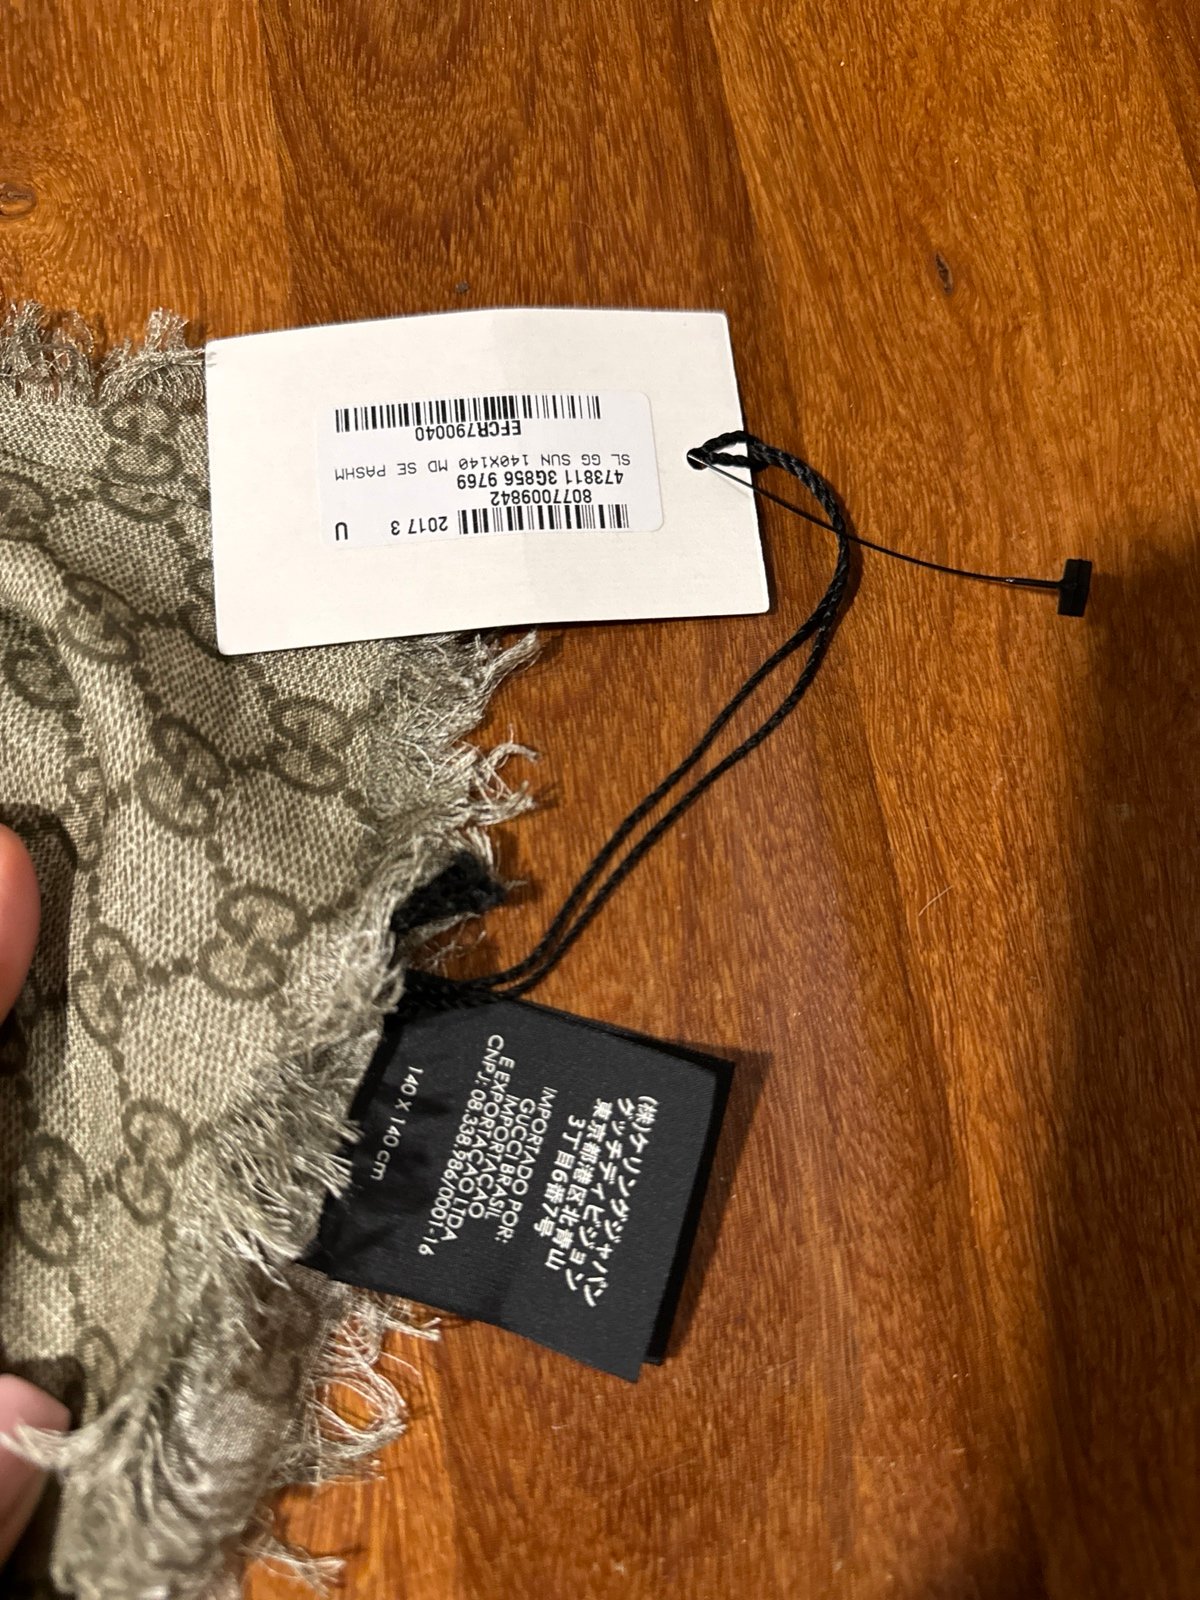 U 2017 3
8077009842
473811 3G856 9769
SL GG SUN 140X140 MD SE PASHM
EFCR790040
(株)ケリングジャパン
グッチディビジョン
東京都港区北青山
3丁目6番7号
IMPORTADO POR:
GUCCI BRASIL
IMPORTACAO
E EXPORTACAO LTDA
CNPJ: 08.338.986/0001-16
140 X 140 cm